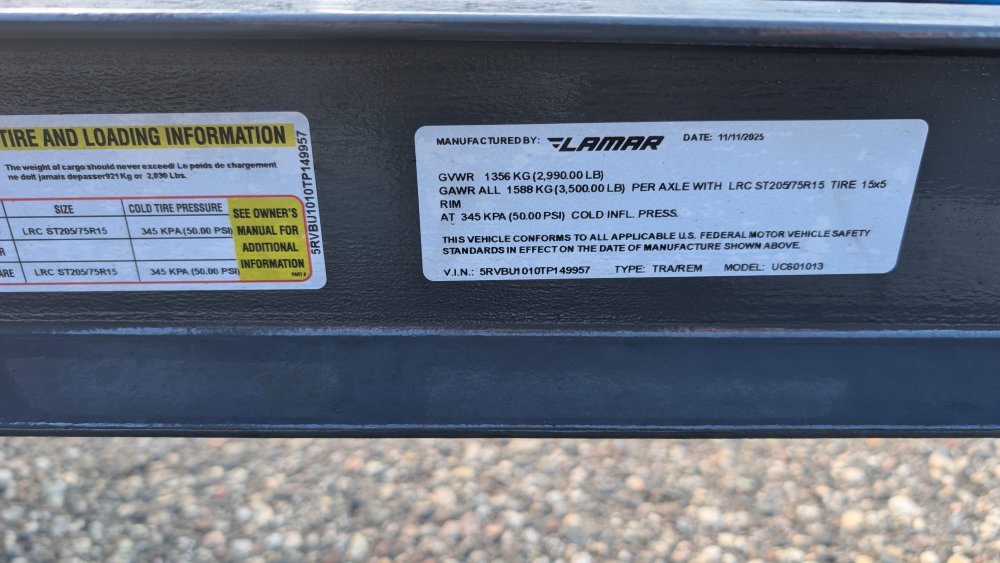 TIRE AND LOADING INFORMATION
The weight of cargo should never exceed/ Le poids de chargement
ne doit jamais depasser921Kg or 2,030 Lbs.
SIZE COLD TIRE PRESSURE
LRC ST205/75R15 345 KPA (50.00 PSI)
LRC ST205/75R15 345 KPA (50.00 PSI)
SEE OWNER'S
MANUAL FOR
ADDITIONAL
INFORMATION
PART #
5RVBU1010TP149957
MANUFACTURED BY: LAMAR DATE: 11/11/2025
GVWR 1356 KG (2,990.00 LB)
GAWR ALL 1588 KG (3,500.00 LB) PER AXLE WITH LRC ST205/75R15 TIRE 15x5
RIM
AT 345 KPA (50.00 PSI) COLD INFL. PRESS.
THIS VEHICLE CONFORMS TO ALL APPLICABLE U.S. FEDERAL MOTOR VEHICLE SAFETY
STANDARDS IN EFFECT ON THE DATE OF MANUFACTURE SHOWN ABOVE.
V.I.N.: 5RVBU1010TP149957 TYPE: TRA/REM MODEL: UC601013